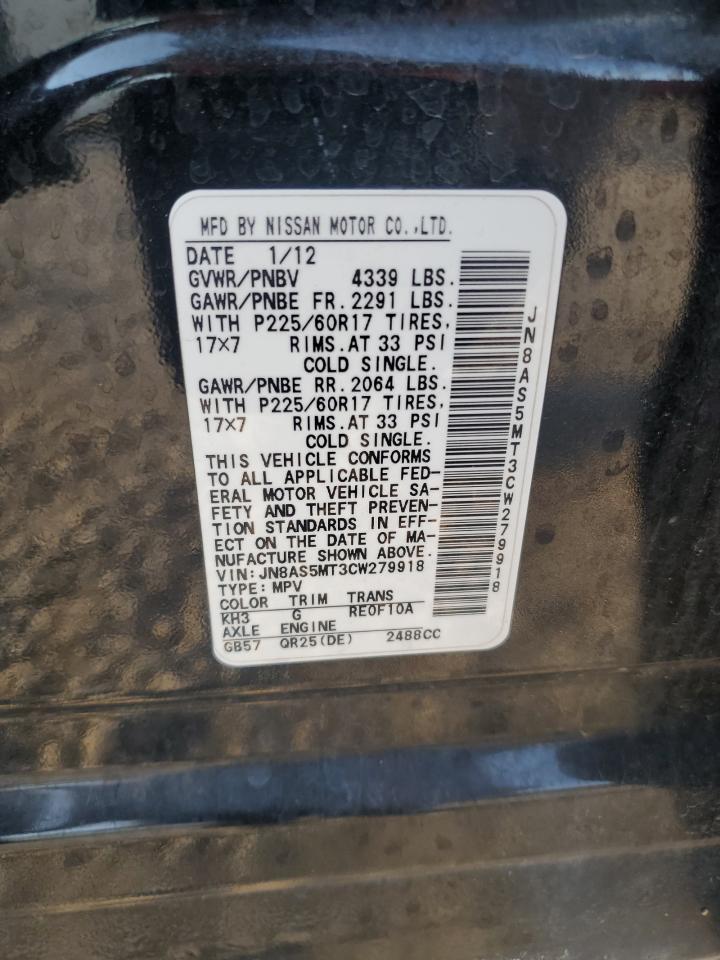 MFD BY NISSAN MOTOR CO.,LTD.
DATE 1/12
GVWR/PNBV 4339 LBS.
GAWR/PNBE FR.2291 LBS.
WITH P225/60R17 TIRES,
17×7 RIMS.AT 33 PSI
COLD SINGLE.
GAWR/PNBE RR.2064 LBS.
WITH P225/60R17 TIRES,
17×7 RIMS.AT 33 PSI
COLD SINGLE.
THIS VEHICLE CONFORMS
TO ALL APPLICABLE FED-
ERAL MOTOR VEHICLE SA-
FETY AND THEFT PREVEN-
TION STANDARDS IN EFF-
ECT ON THE DATE OF MA-
NUFACTURE SHOWN ABOVE.
VIN:JN8AS5MT3CW279918
TYPE:MPV
COLOR TRIM TRANS
KH3 G RE0F10A
AXLE ENGINE
GB57 QR25(DE) 2488CC
JN8AS5MT3CW279918